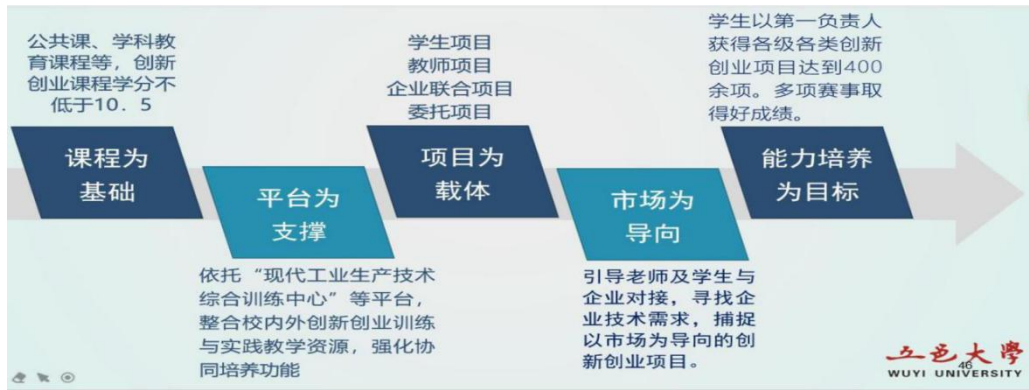 公共课、学科教
育课程等，创新
创业课程学分不
低于10．5
课程为
基础
平台为
支撑
依托“现代工业生产技术
综合训练中心”等平台，
整合校内外创新创业训练
与实践教学资源，强化协
同培养功能
学生项目
教师项目
企业联合项目
委托项目
项目为
载体
市场为
导向
引导老师及学生与
企业对接，寻找企
业技术需求，捕捉
以市场为导向的创
新创业项目。
学生以第一负责人
获得各级各类创新
创业项目达到400
余项。多项赛事取
得好成绩。
能力培养
为目标
五邑大学
46
WUYI UNIVERSITY